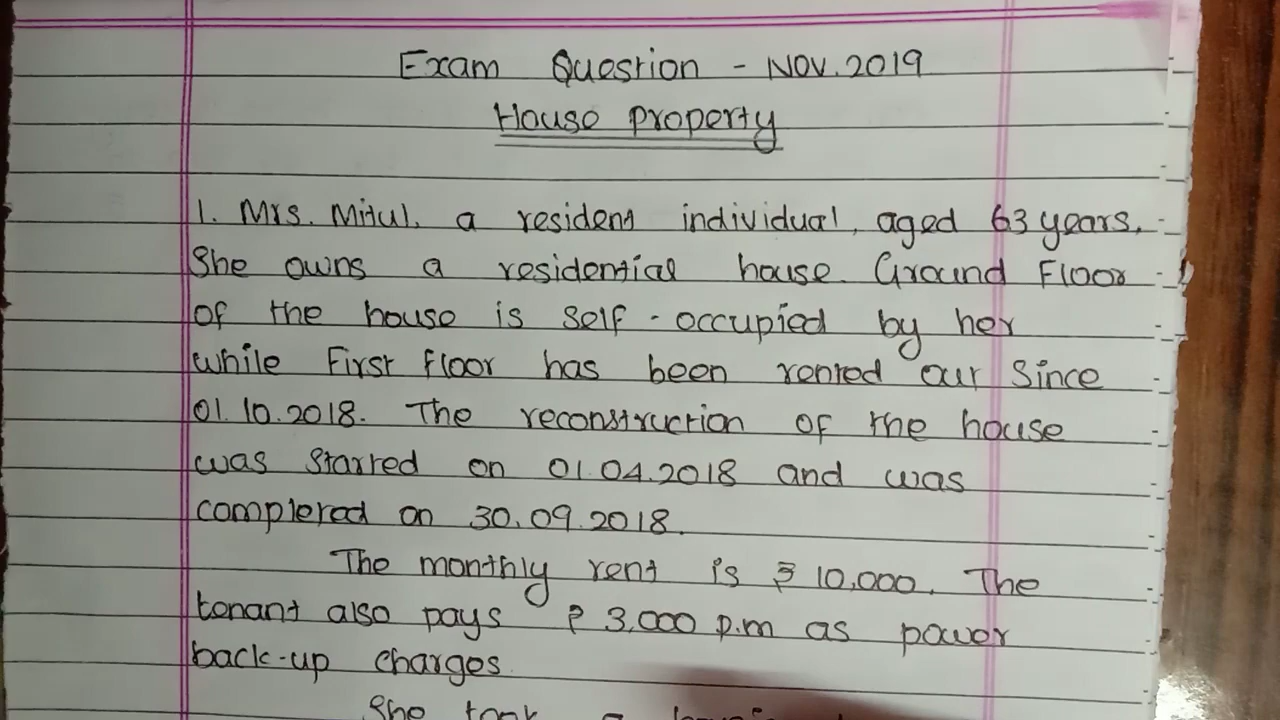 Exam Question - Nov. 2019
House Property
1. Mrs. Mitul, a resident individual, aged 63 years,
She owns a residential house. Ground Floor
of the house is self-occupied by her
while First Floor has been rented out since
01.10.2018. The reconstruction of the house
was started on 01.04.2018 and was
completed on 30.09.2018.
The monthly rent is ₹ 10,000. The
tenant also pays ₹ 3,000 p.m as power
back-up charges.
She took a